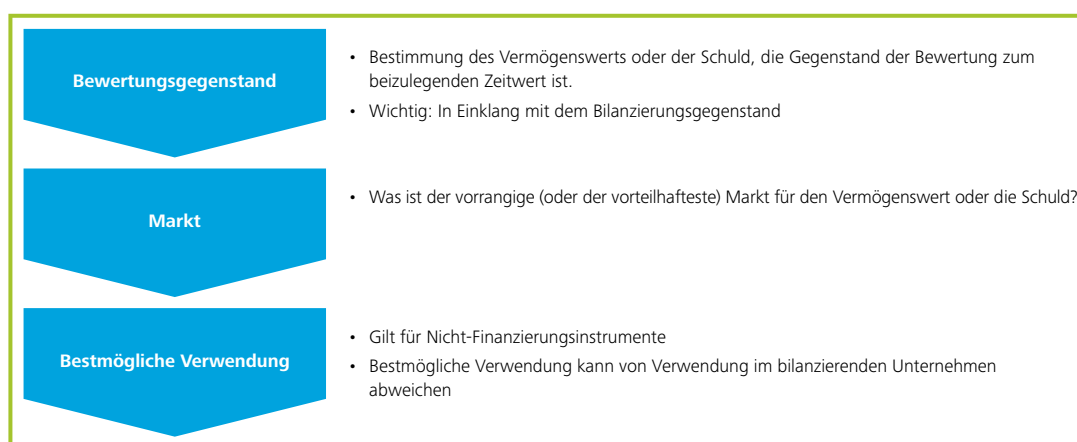 Bewertungsgegenstand
• Bestimmung des Vermögenswerts oder der Schuld, die Gegenstand der Bewertung zum
beizulegenden Zeitwert ist.
• Wichtig: In Einklang mit dem Bilanzierungsgegenstand
Markt
• Was ist der vorrangige (oder der vorteilhafteste) Markt für den Vermögenswert oder die Schuld?
Bestmögliche Verwendung
• Gilt für Nicht-Finanzierungsinstrumente
• Bestmögliche Verwendung kann von Verwendung im bilanzierenden Unternehmen
abweichen